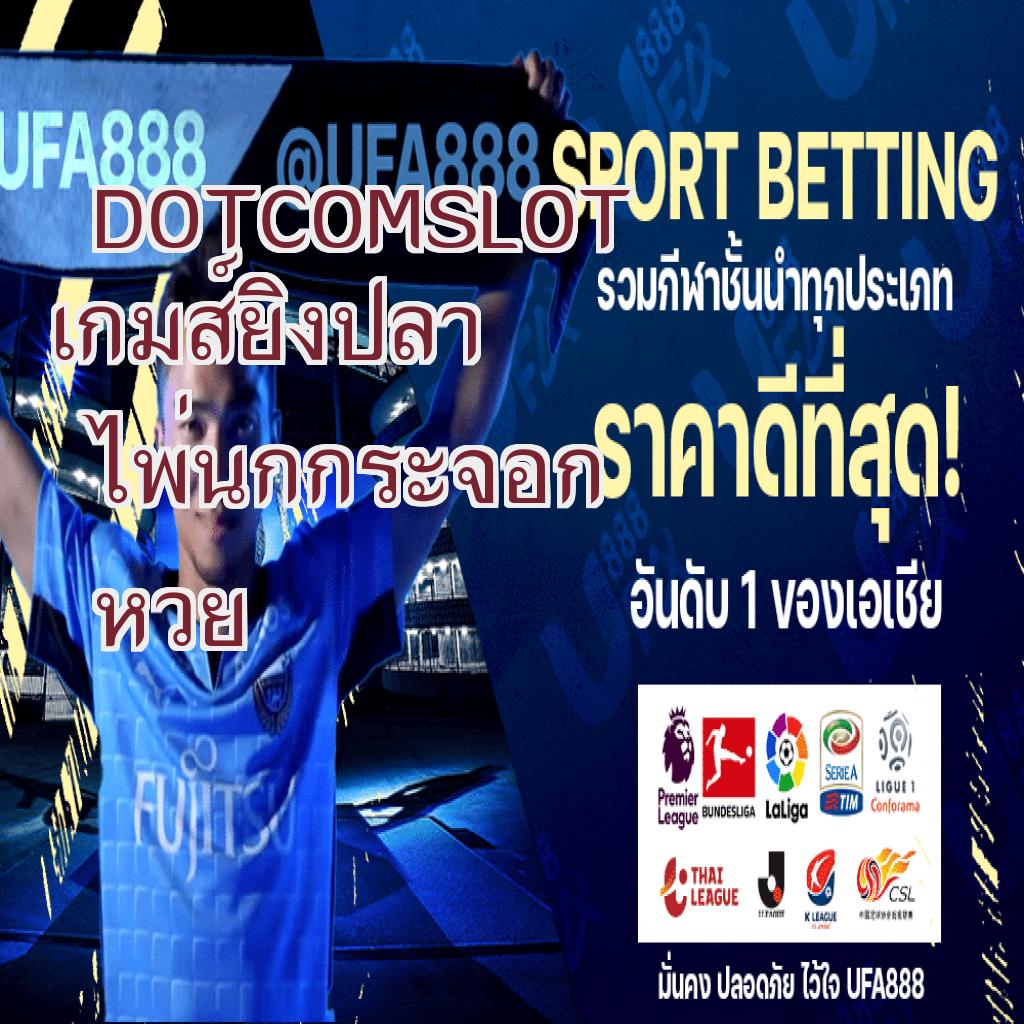 UFA888
@UFA888
SPORT BETTING
DOTCOMSLOT
รวมกีฬาชั้นนำทุกประเภท
เกมส์ยิงปลา
ราคาดีที่สุด!
ไพ่นกกระจอก
อันดับ 1 ของเอเชีย
หวย
FUJITSU
Premier
League
BUNDESLIGA
LaLiga
SERIE A
TIM
LIGUE 1
Conforama
THAI
LEAGUE
J.LEAGUE
K LEAGUE
CSL
มั่นคง ปลอดภัย ไว้ใจ UFA888